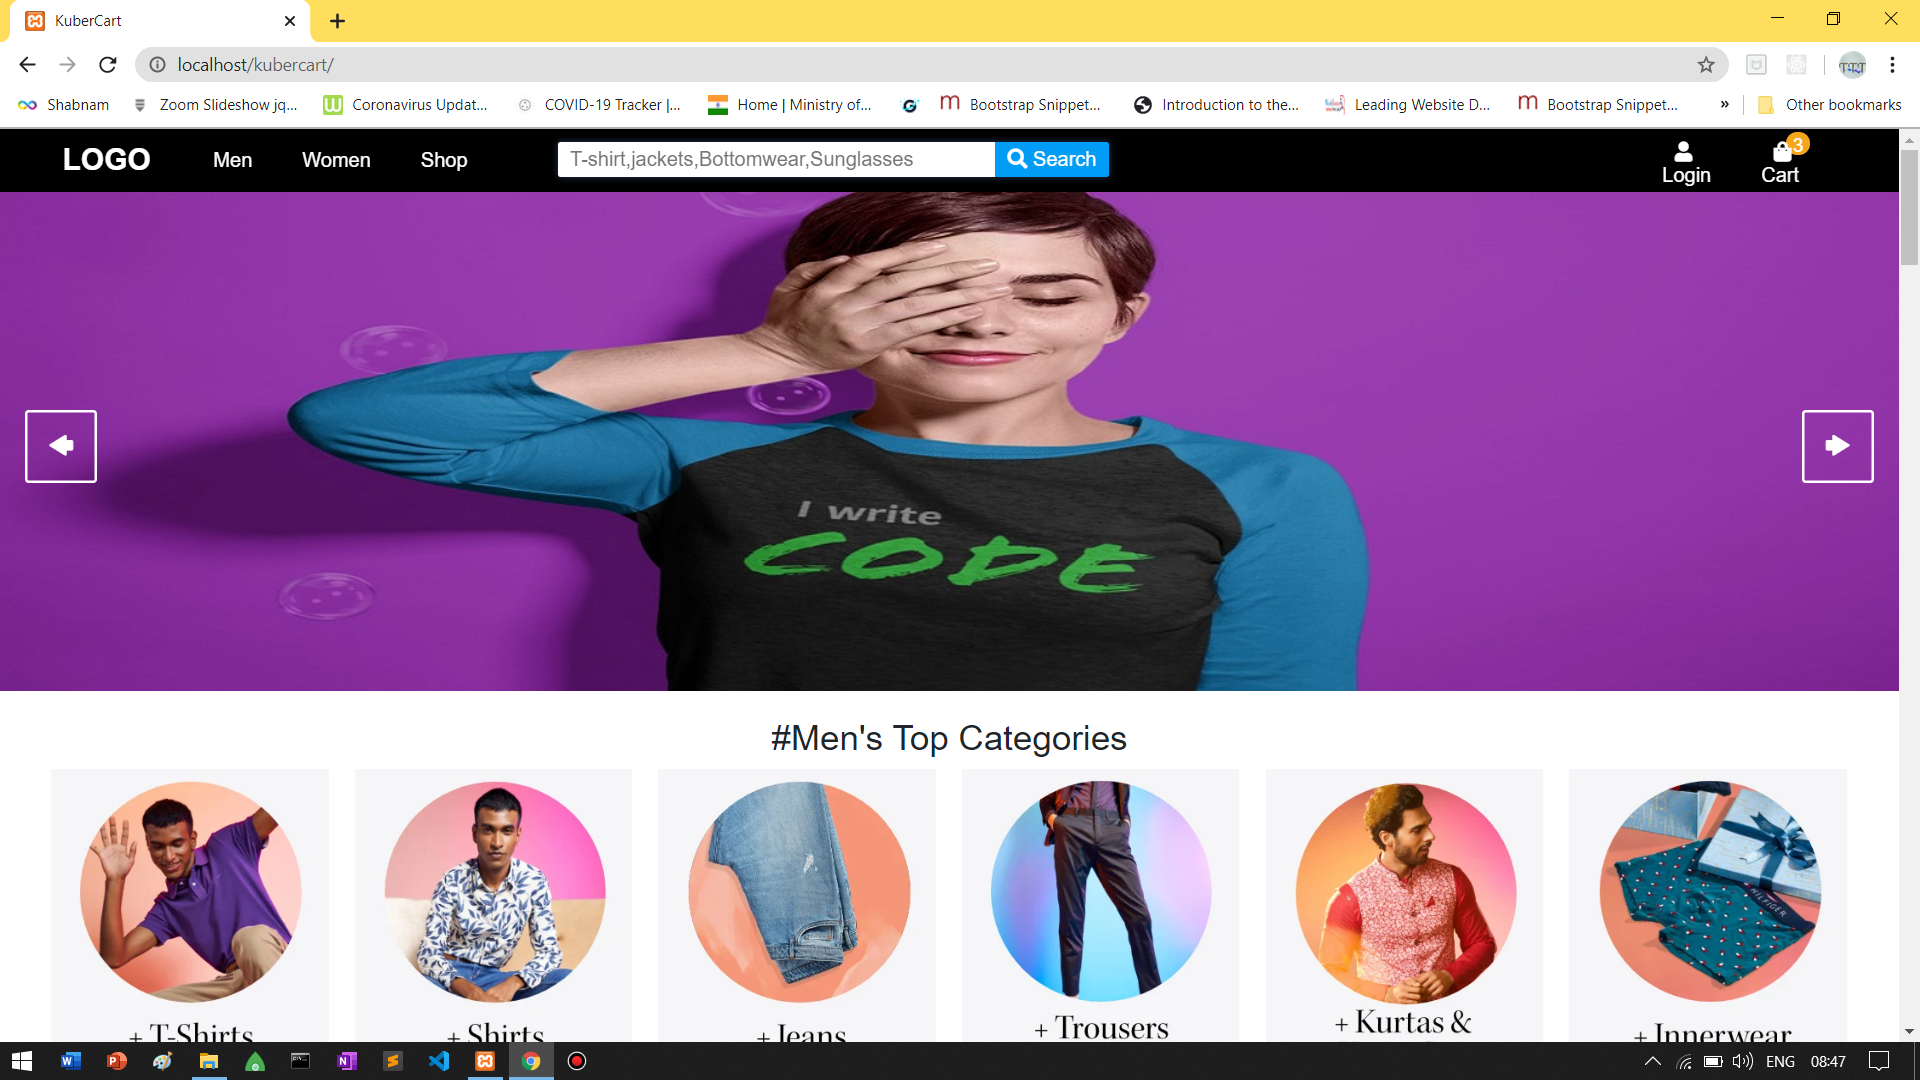 KuberCart
localhost/kubercart/
Shabnam
Zoom Slideshow jq...
Coronavirus Updat...
COVID-19 Tracker |...
Home | Ministry of...
Bootstrap Snippet...
Introduction to the...
Leading Website D...
Bootstrap Snippet...
»
Other bookmarks
LOGO
Men
Women
Shop
T-shirt,jackets,Bottomwear,Sunglasses
Search
Login
3
Cart
I write
CODE
#Men's Top Categories
HILFIGER
+ T-Shirts
+ Shirts
+ Jeans
+ Trousers
+ Kurtas &
+ Innerwear
ENG
08:47